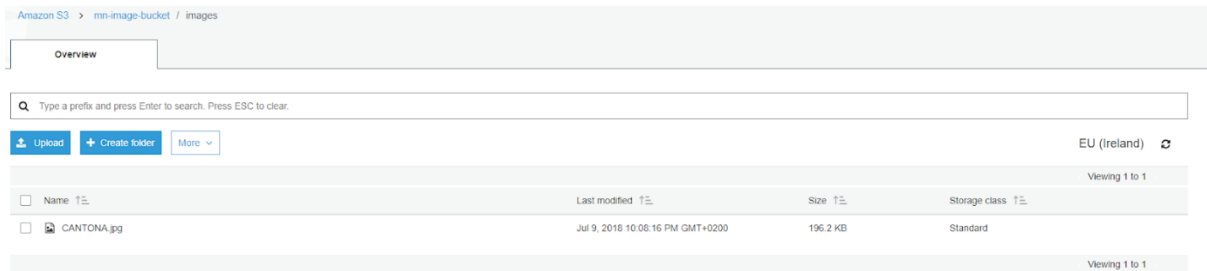 Amazon S3 > mn-image-bucket / images
Overview
Type a prefix and press Enter to search. Press ESC to clear.
Upload + Create folder More EU (Ireland)
Viewing 1 to 1
Name Last modified Size Storage class
CANTONA.jpg Jul 9, 2018 10:08:16 PM GMT+0200 196.2 KB Standard
Viewing 1 to 1